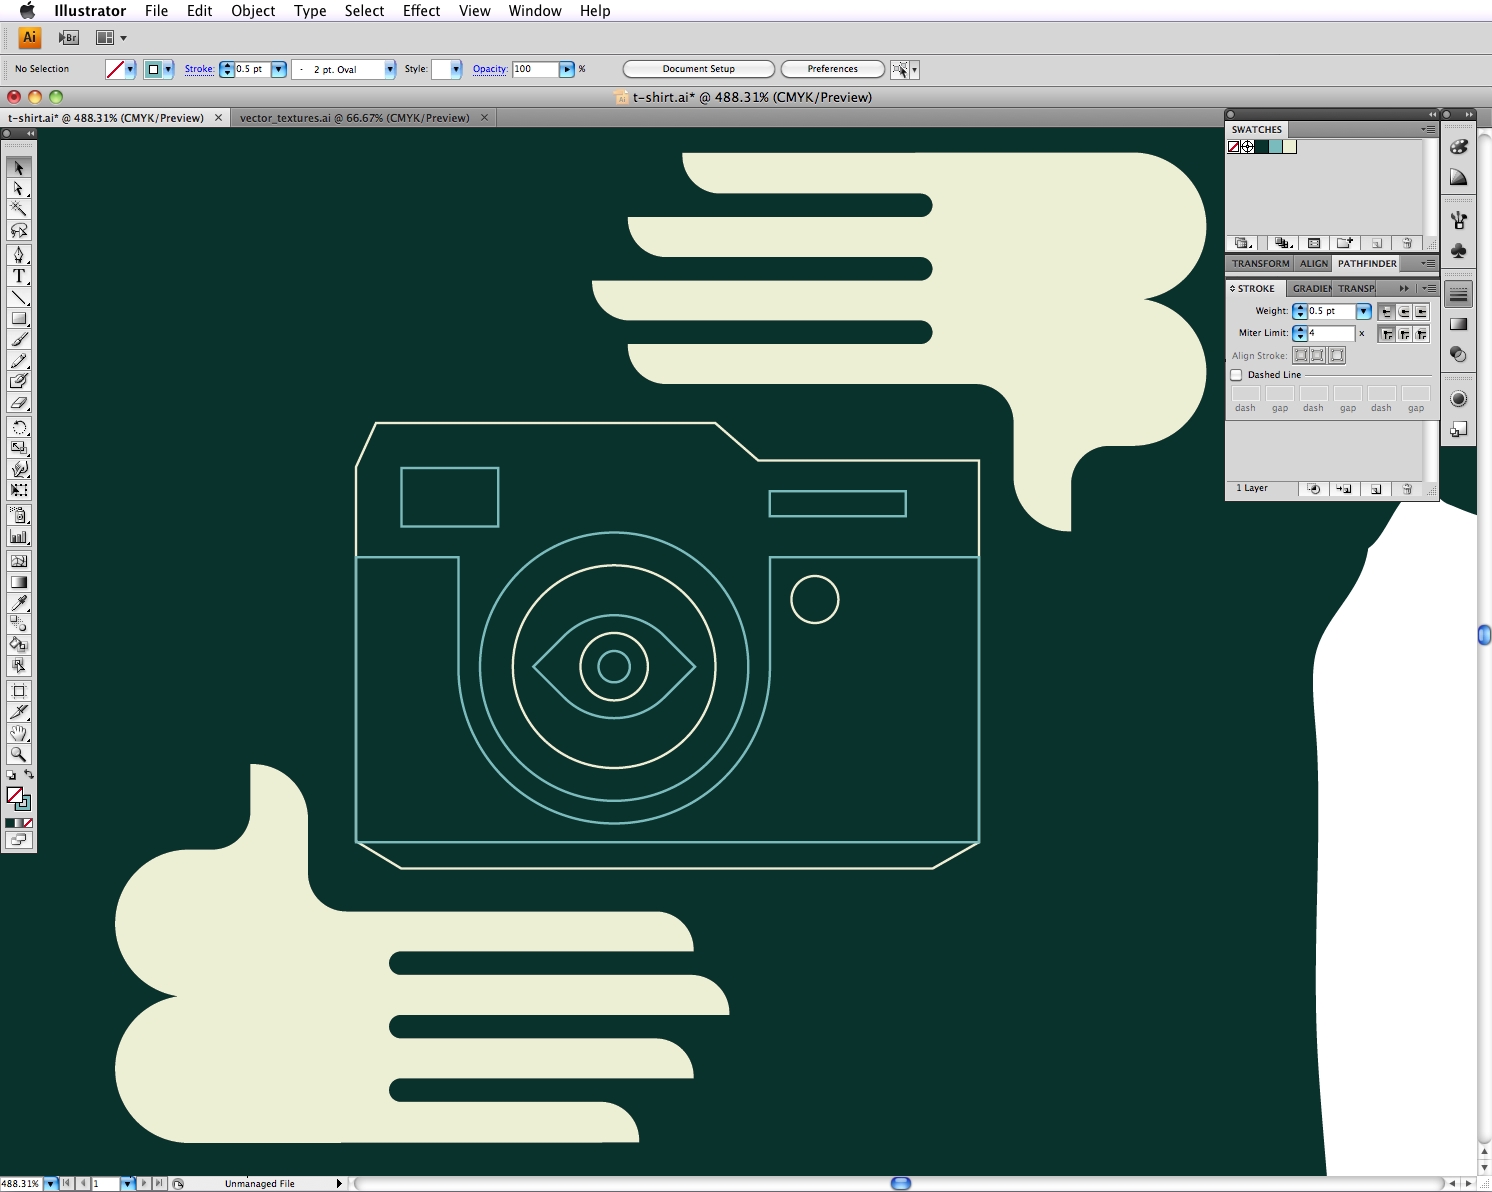 Illustrator File Edit Object Type Select Effect View Window Help
Ai Br
No Selection Stroke: 0.5 pt 2 pt. Oval Style: Opacity: 100 % Document Setup Preferences
t-shirt.ai* @ 488.31% (CMYK/Preview)
t-shirt.ai* @ 488.31% (CMYK/Preview) vector_textures.ai @ 66.67% (CMYK/Preview)
SWATCHES
TRANSFORM ALIGN PATHFINDER
STROKE GRADIEN TRANSP
Weight: 0.5 pt
Miter Limit: 4 x
Align Stroke:
Dashed Line
dash gap dash gap dash gap
1 Layer
T
488.31% 1 Unmanaged File